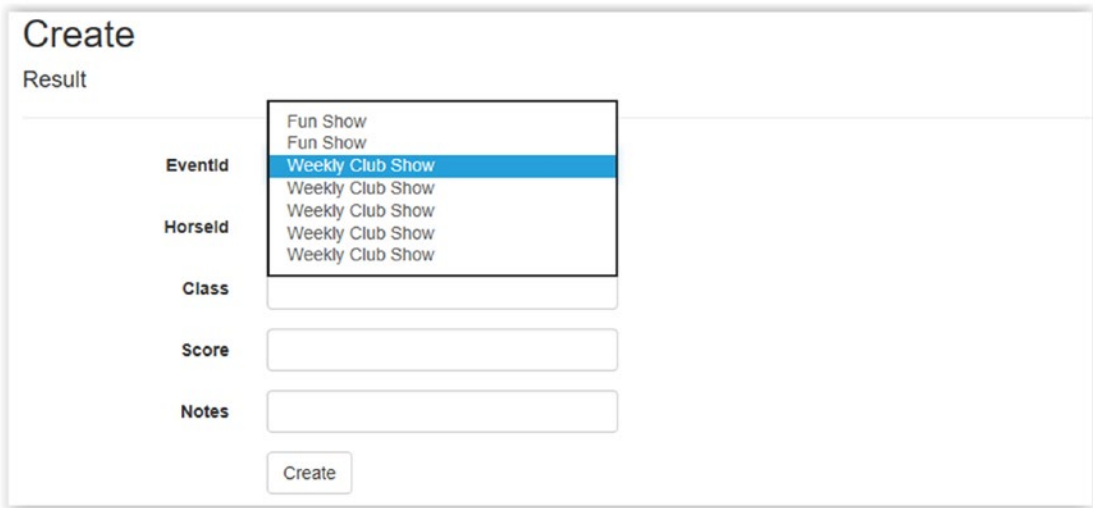 Create
Result
Fun Show
Fun Show
EventId
Weekly Club Show
Weekly Club Show
Weekly Club Show
Weekly Club Show
Weekly Club Show
HorseId
Class
Score
Notes
Create